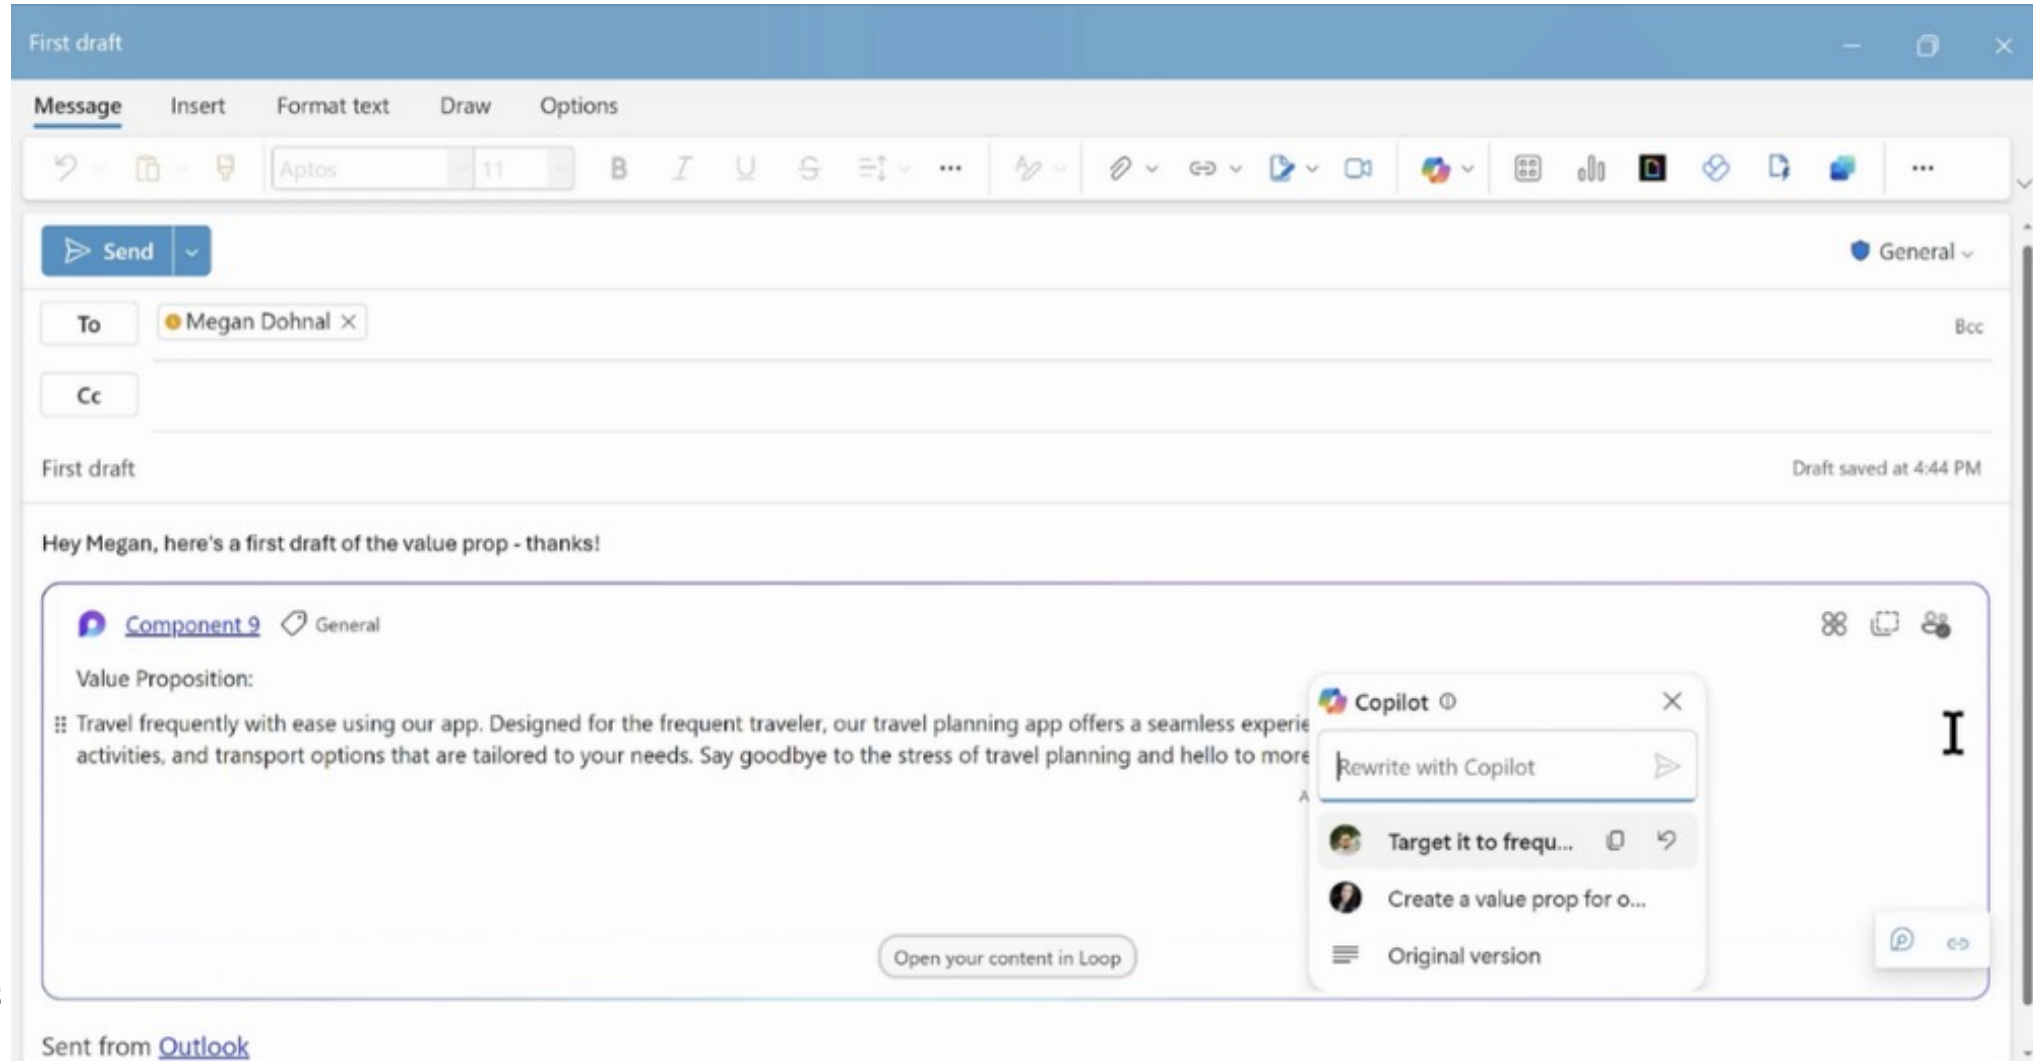 First draft
Message Insert Format text Draw Options
Aptos 11 B I U S
Send
General
To Megan Dohnal Bcc
Cc
First draft Draft saved at 4:44 PM
Hey Megan, here's a first draft of the value prop - thanks!
Component 9 General
Value Proposition:
Travel frequently with ease using our app. Designed for the frequent traveler, our travel planning app offers a seamless experie
activities, and transport options that are tailored to your needs. Say goodbye to the stress of travel planning and hello to more
A
Copilot
Rewrite with Copilot
Target it to frequ...
Create a value prop for o...
Original version
Open your content in Loop
Sent from Outlook